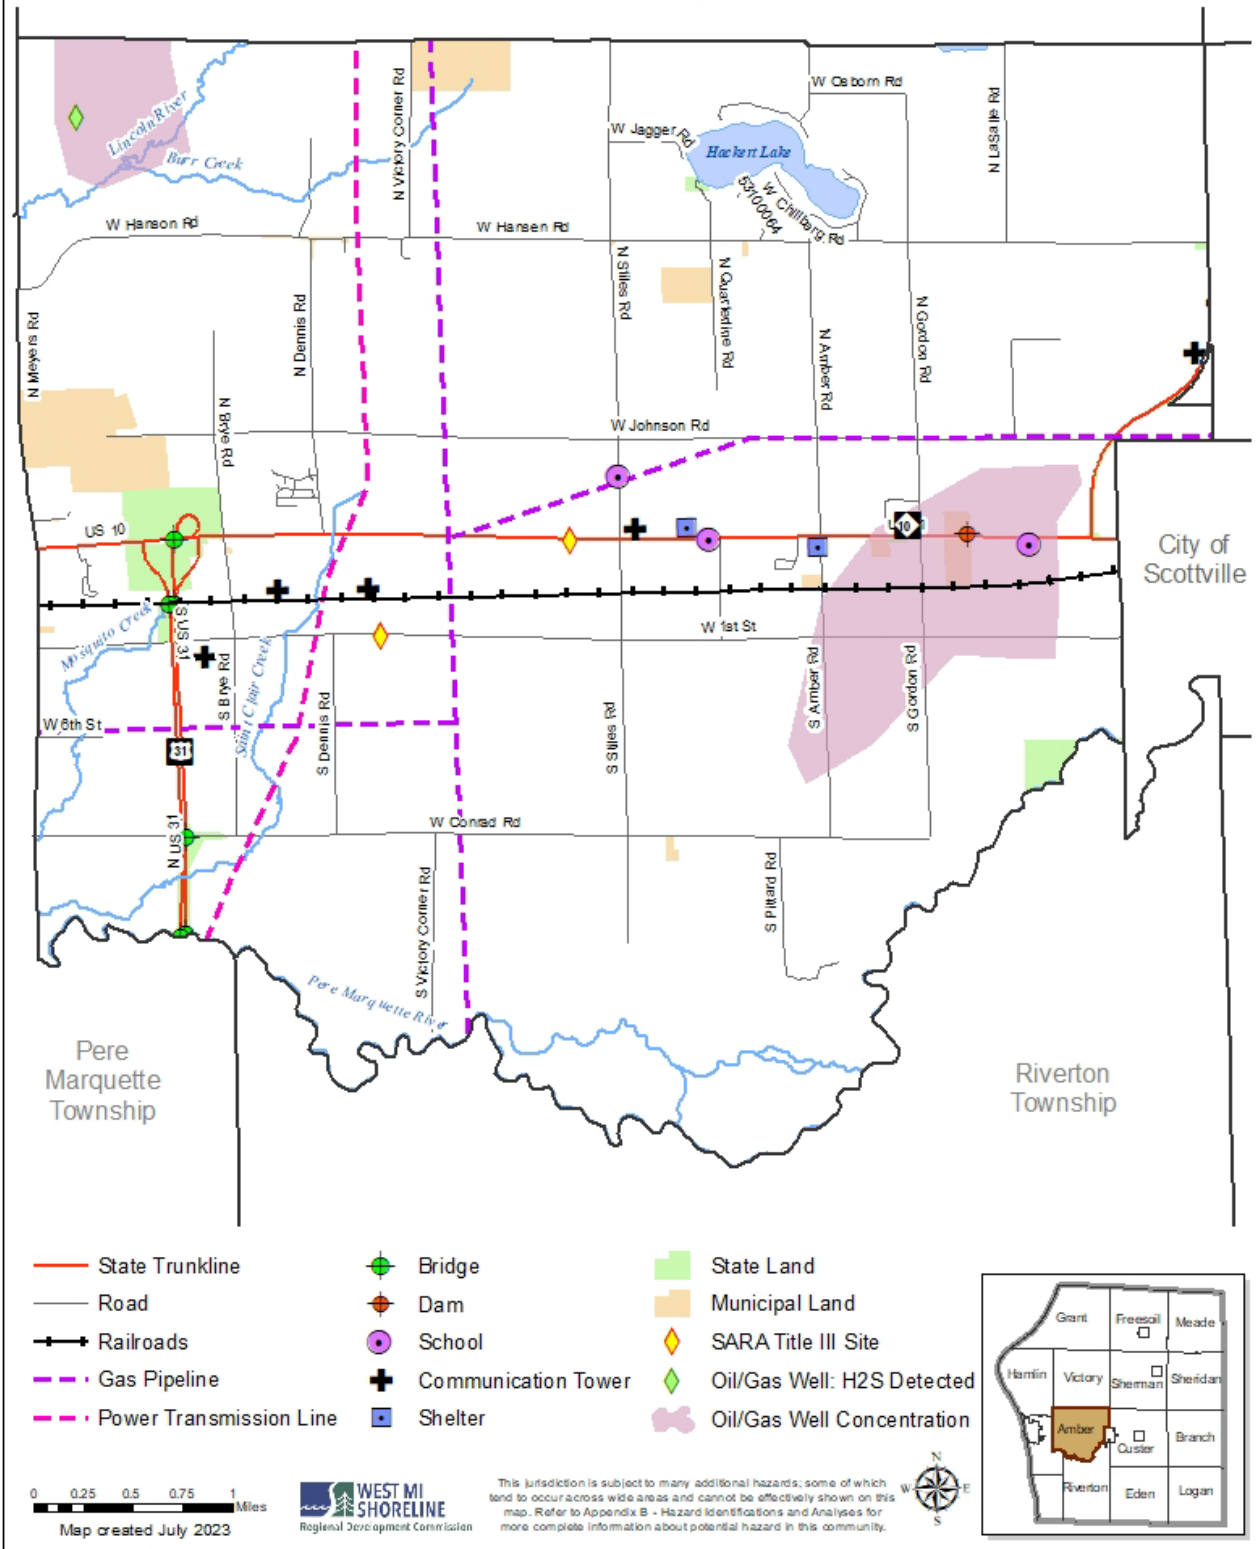 W Osborn Rd
N LaSalle Rd
N Victory Corner Rd
W Jagger Rd
Hackert Lake
Lincoln River
Burr Creek
53100064
W Chillberg Rd
W Hanson Rd
W Hansen Rd
N Stiles Rd
N Quarterline Rd
N Dennis Rd
N Meyers Rd
N Gordon Rd
N Amber Rd
N Brye Rd
W Johnson Rd
US 10
10
City of
Scottville
S US 31
Mosquito Creek
W 1st St
S Brye Rd
Saint Clair Creek
S Dennis Rd
S Stiles Rd
S Amber Rd
S Gordon Rd
W 6th St
31
N US 31
W Conrad Rd
S Victory Corner Rd
S Pittard Rd
Pere Marquette River
Pere
Marquette
Township
Riverton
Township
State Trunkline
Road
Railroads
Gas Pipeline
Power Transmission Line
Bridge
Dam
School
Communication Tower
Shelter
State Land
Municipal Land
SARA Title III Site
Oil/Gas Well: H2S Detected
Oil/Gas Well Concentration
Grant
Freesoil
Meade
Hamlin
Victory
Sherman
Sheridan
Amber
Custer
Branch
Riverton
Eden
Logan
0 0.25 0.5 0.75 1
Miles
Map created July 2023
WEST MI
SHORELINE
Regional Development Commission
This jurisdiction is subject to many additional hazards; some of which
tend to occur across wide areas and cannot be effectively shown on this
map. Refer to Appendix B - Hazard Identifications and Analyses for
more complete information about potential hazard in this community.
N
W
E
S